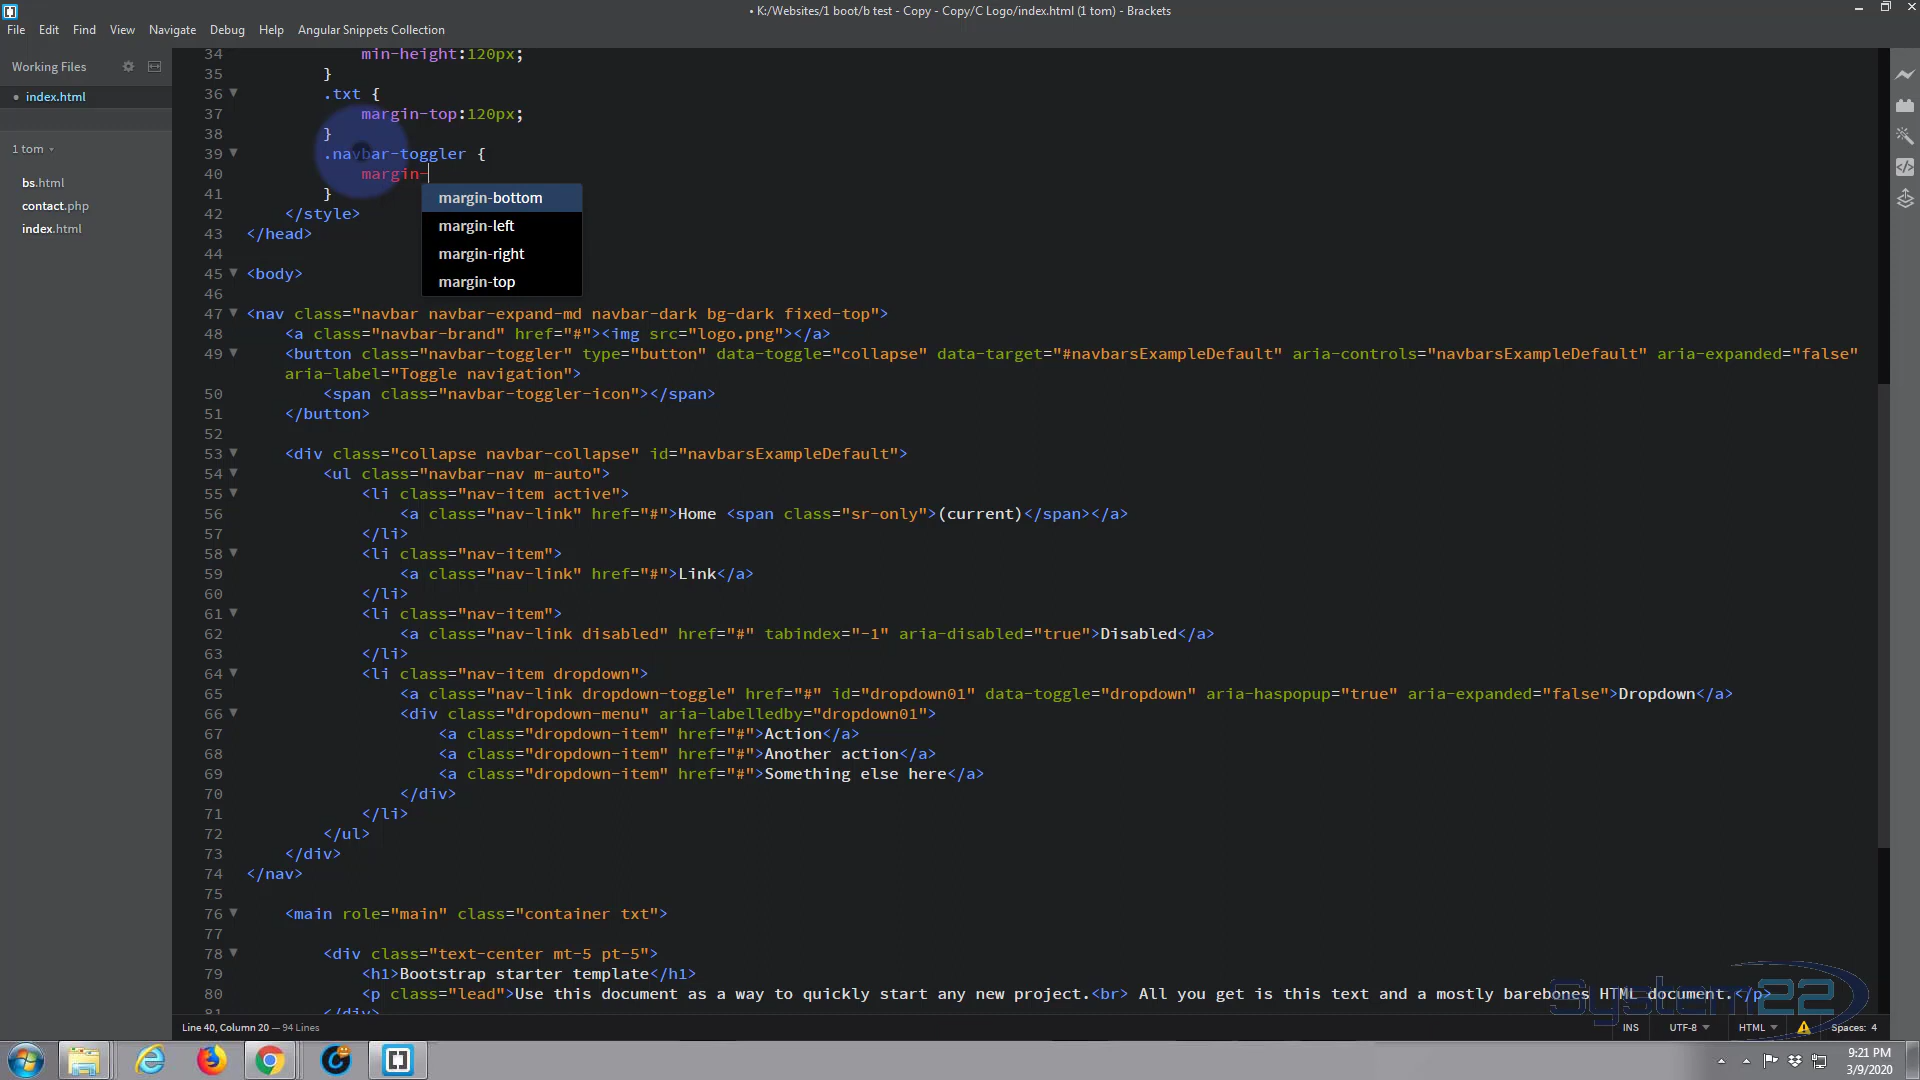 • K:/Websites/1 boot/b test - Copy - Copy/C Logo/index.html (1 tom) - Brackets
File Edit Find View Navigate Debug Help Angular Snippets Collection
Working Files
• index.html
1 tom
bs.html
contact.php
index.html
34 min-height:120px;
35 }
36 .txt {
37 margin-top:120px;
38 }
39 .navbar-toggler {
40 margin-
41 }
42 </style>
43 </head>
44
45 <body>
46
margin-bottom
margin-left
margin-right
margin-top
47 <nav class="navbar navbar-expand-md navbar-dark bg-dark fixed-top">
48 <a class="navbar-brand" href="#"><img src="logo.png"></a>
49 <button class="navbar-toggler" type="button" data-toggle="collapse" data-target="#navbarsExampleDefault" aria-controls="navbarsExampleDefault" aria-expanded="false"
aria-label="Toggle navigation">
50 <span class="navbar-toggler-icon"></span>
51 </button>
52
53 <div class="collapse navbar-collapse" id="navbarsExampleDefault">
54 <ul class="navbar-nav m-auto">
55 <li class="nav-item active">
56 <a class="nav-link" href="#">Home <span class="sr-only">(current)</span></a>
57 </li>
58 <li class="nav-item">
59 <a class="nav-link" href="#">Link</a>
60 </li>
61 <li class="nav-item">
62 <a class="nav-link disabled" href="#" tabindex="-1" aria-disabled="true">Disabled</a>
63 </li>
64 <li class="nav-item dropdown">
65 <a class="nav-link dropdown-toggle" href="#" id="dropdown01" data-toggle="dropdown" aria-haspopup="true" aria-expanded="false">Dropdown</a>
66 <div class="dropdown-menu" aria-labelledby="dropdown01">
67 <a class="dropdown-item" href="#">Action</a>
68 <a class="dropdown-item" href="#">Another action</a>
69 <a class="dropdown-item" href="#">Something else here</a>
70 </div>
71 </li>
72 </ul>
73 </div>
74 </nav>
75
76 <main role="main" class="container txt">
77
78 <div class="text-center mt-5 pt-5">
79 <h1>Bootstrap starter template</h1>
80 <p class="lead">Use this document as a way to quickly start any new project.<br> All you get is this text and a mostly barebones HTML document.</p>
81 </div>
System22
Line 40, Column 20 — 94 Lines
INS UTF-8 HTML Spaces: 4
9:21 PM
3/9/2020